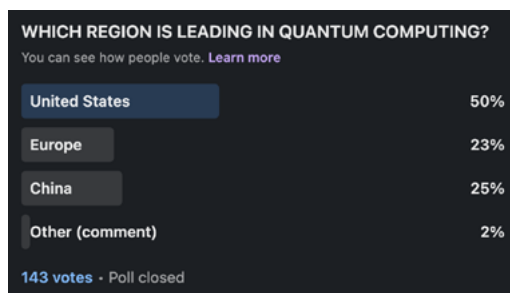 WHICH REGION IS LEADING IN QUANTUM COMPUTING?
You can see how people vote. Learn more
United States 50%
Europe 23%
China 25%
Other (comment) 2%
143 votes • Poll closed